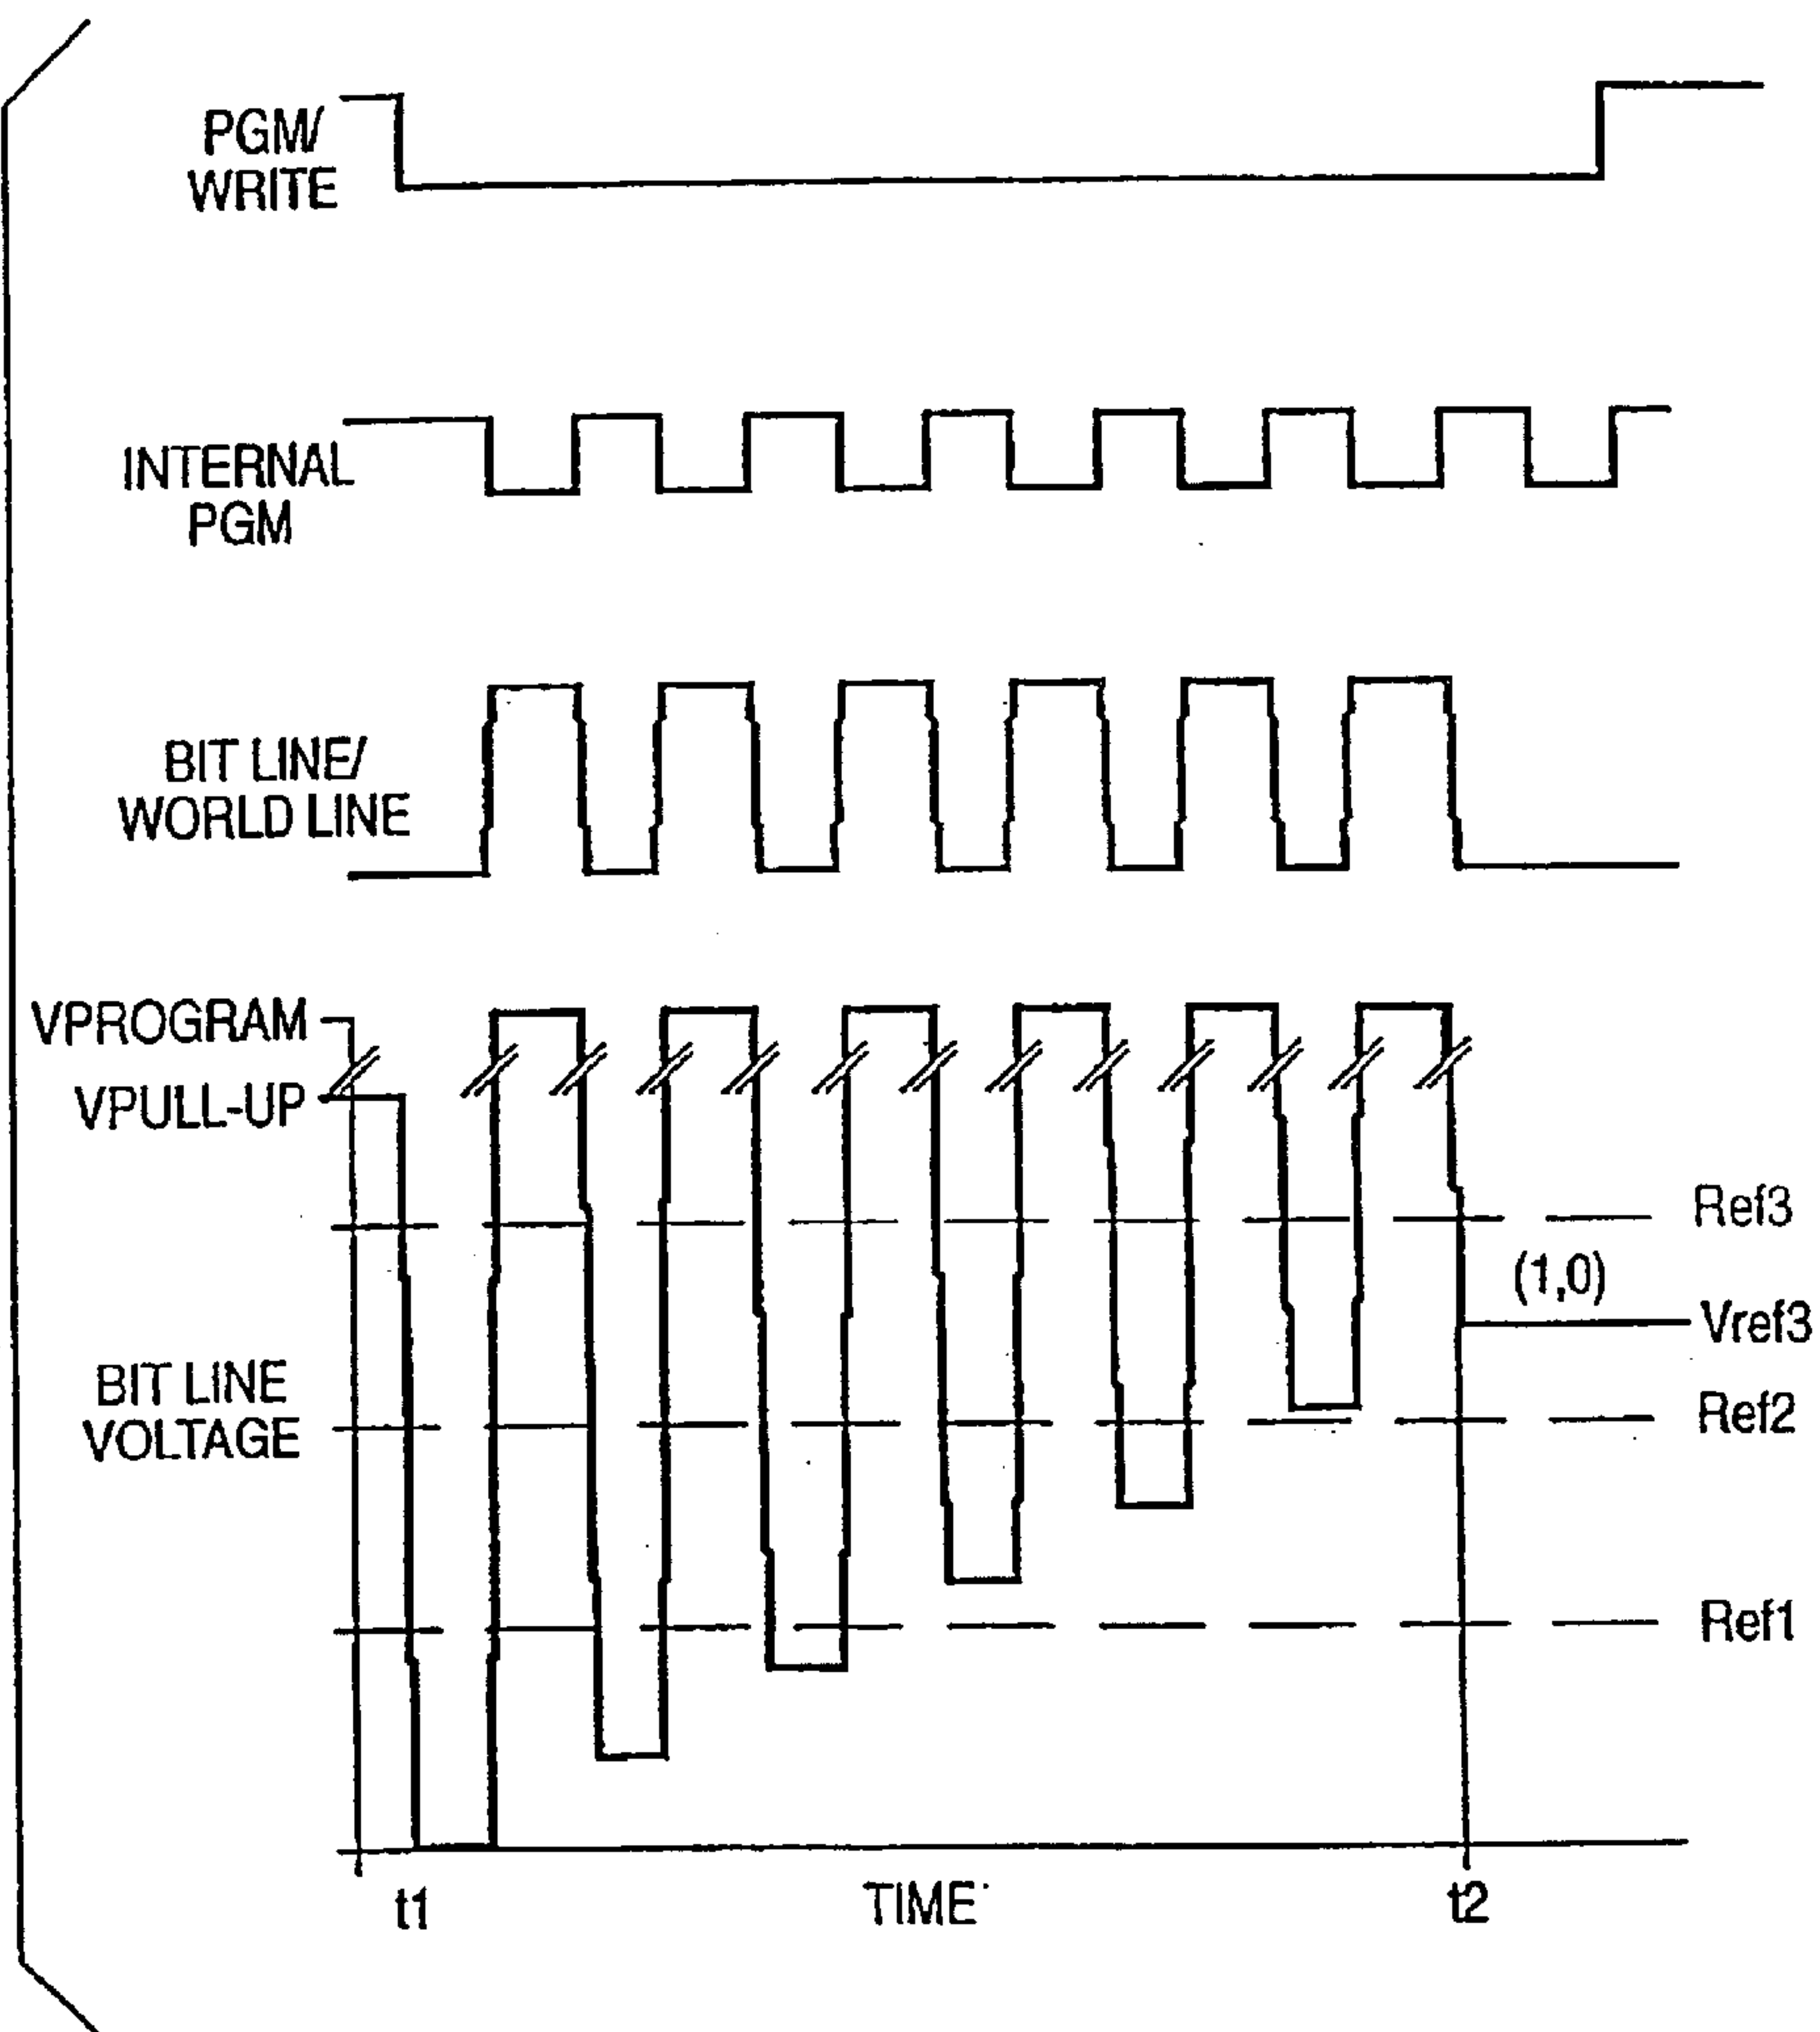 PGM/
WRITE
INTERNAL
PGM
BIT LINE/
WORLD LINE
VPROGRAM
VPULL-UP
Ref3
(1,0)
Vref3
BIT LINE
VOLTAGE
Ref2
Ref1
t1
TIME
t2